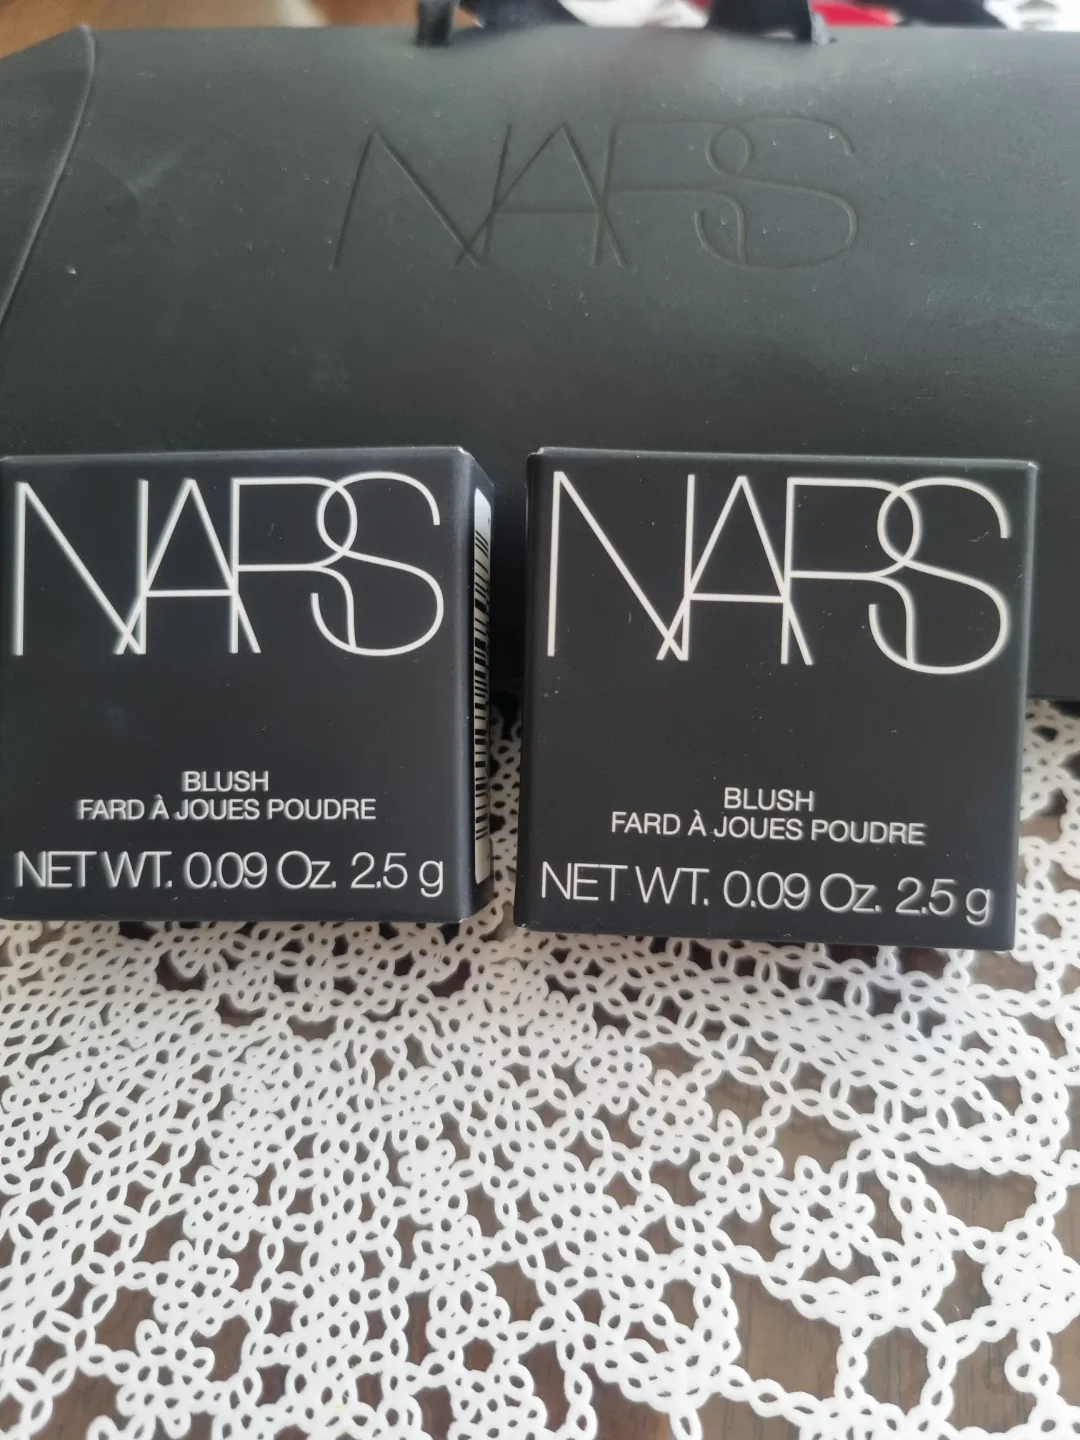 NARS
NARS
BLUSH
FARD À JOUES POUDRE
NET WT. 0.09 Oz. 2.5 g
NARS
BLUSH
FARD À JOUES POUDRE
NET WT. 0.09 Oz. 2.5 g